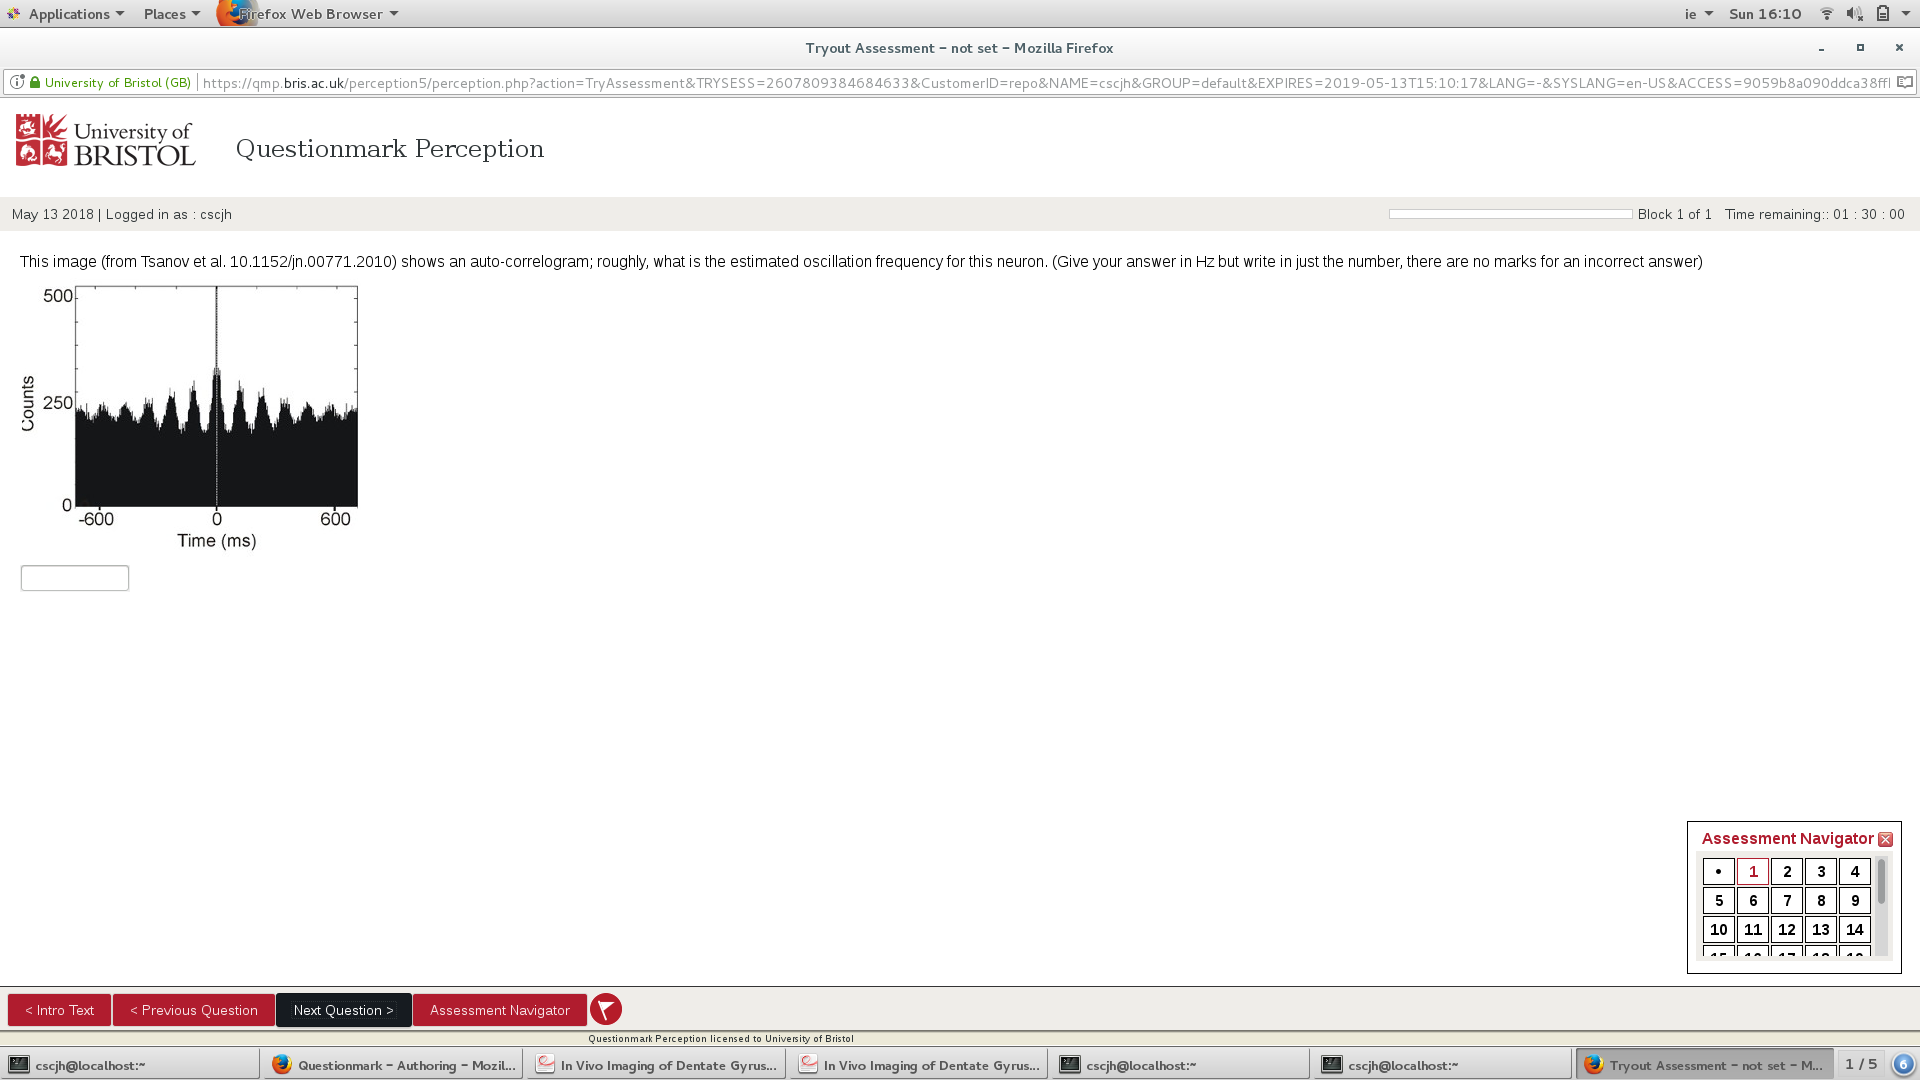 Applications Places Firefox Web Browser ie Sun 16:10
Tryout Assessment – not set – Mozilla Firefox
University of Bristol (GB) https://qmp.bris.ac.uk/perception5/perception.php?action=TryAssessment&TRYSESS=2607809384684633&CustomerID=repo&NAME=cscjh&GROUP=default&EXPIRES=2019-05-13T15:10:17&LANG=-&SYSLANG=en-US&ACCESS=9059b8a090ddca38ffl
University of
BRISTOL
Questionmark Perception
May 13 2018 | Logged in as : cscjh Block 1 of 1 Time remaining:: 01 : 30 : 00
This image (from Tsanov et al. 10.1152/jn.00771.2010) shows an auto-correlogram; roughly, what is the estimated oscillation frequency for this neuron. (Give your answer in Hz but write in just the number, there are no marks for an incorrect answer)
500
Counts
250
0
-600 0 600
Time (ms)
Assessment Navigator
• 1 2 3 4
5 6 7 8 9
10 11 12 13 14
15 16 17 18 19
< Intro Text < Previous Question Next Question > Assessment Navigator
Questionmark Perception licensed to University of Bristol
cscjh@localhost:~ Questionmark – Authoring – Mozil... In Vivo Imaging of Dentate Gyrus... In Vivo Imaging of Dentate Gyrus... cscjh@localhost:~ cscjh@localhost:~ Tryout Assessment – not set – M... 1 / 5 6